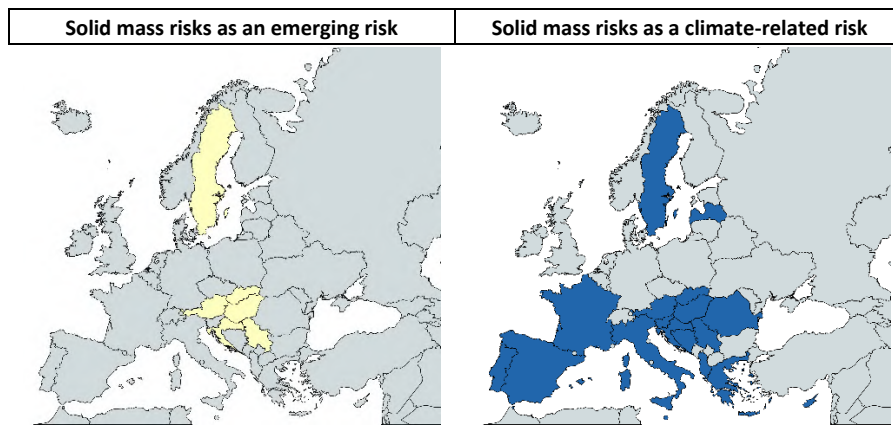 Solid mass risks as an emerging risk
Solid mass risks as a climate-related risk